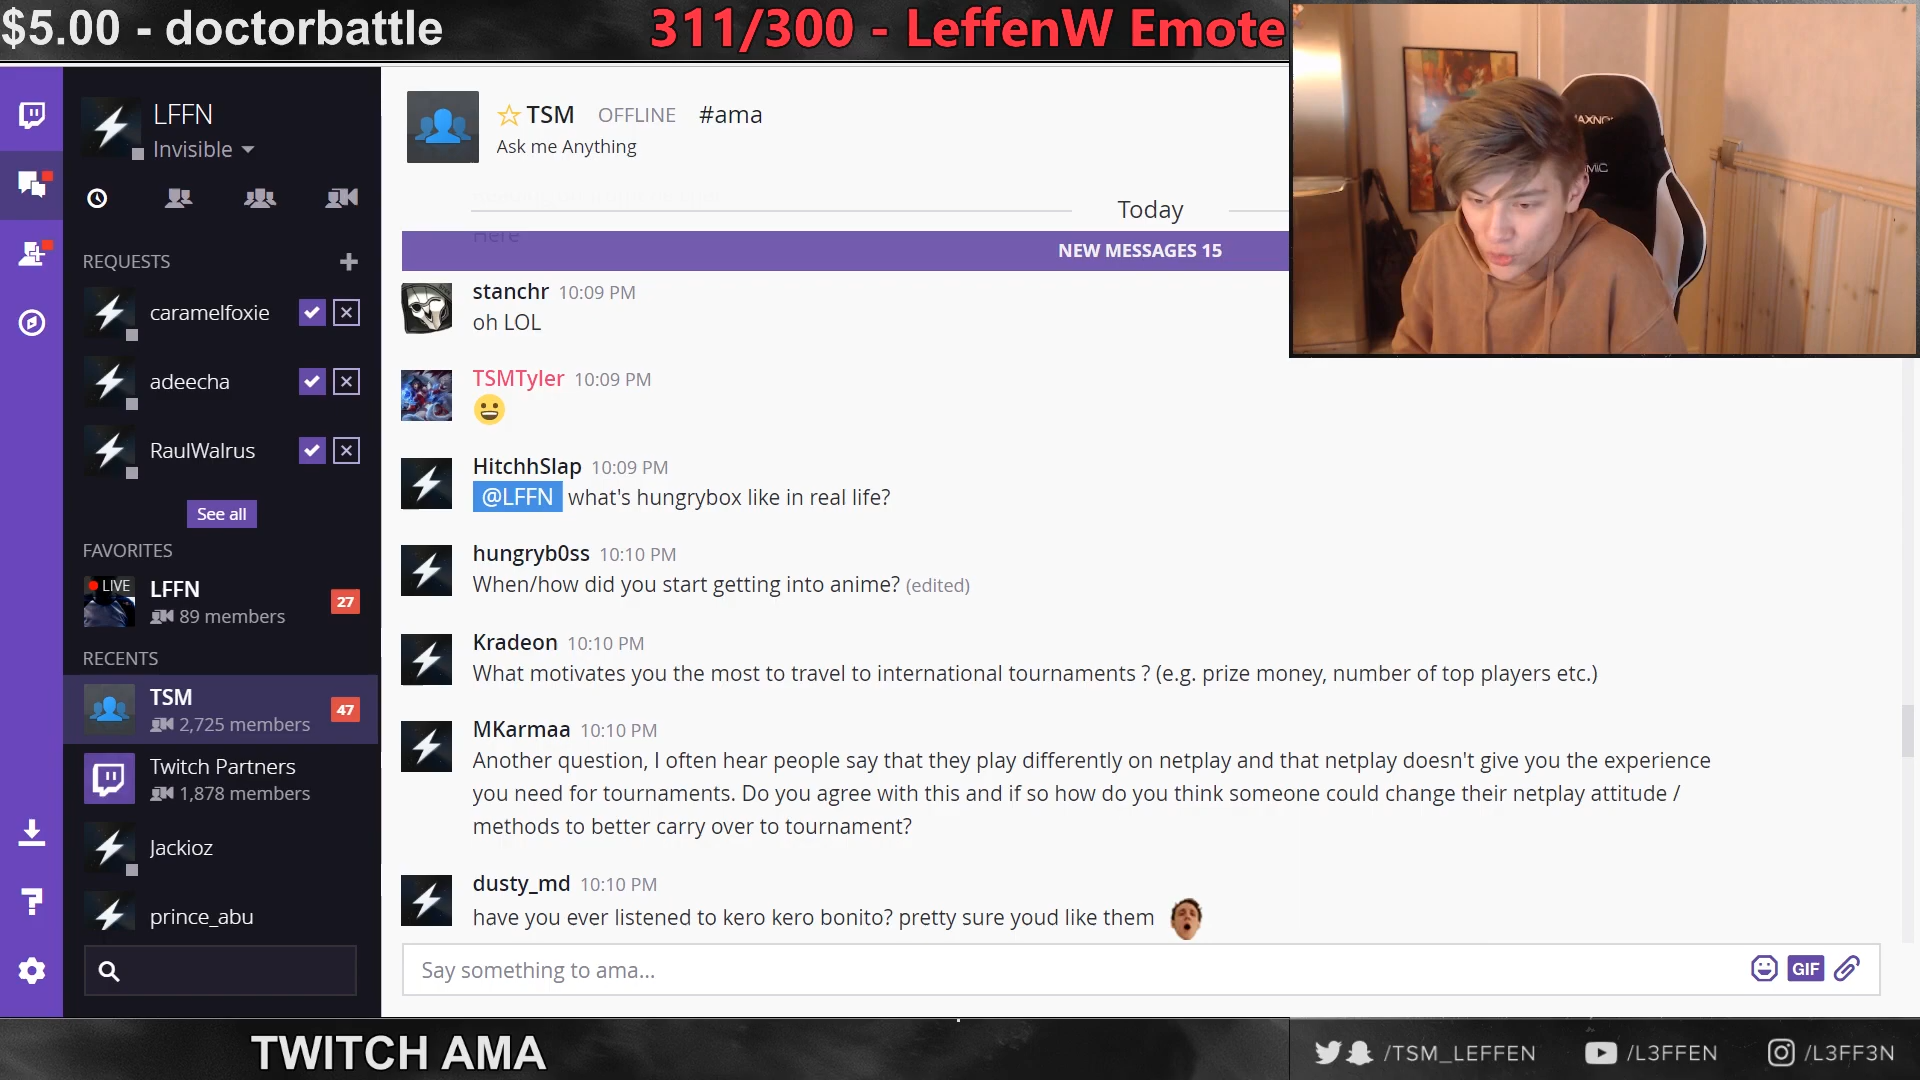 $5.00 - doctorbattle
311/300 - LeffenW Emote
LFFN
Invisible
REQUESTS
caramelfoxie
adeecha
RaulWalrus
See all
FAVORITES
LIVE
LFFN
89 members
27
RECENTS
TSM
2,725 members
47
Twitch Partners
1,878 members
Jackioz
prince_abu
TSM OFFLINE #ama
Ask me Anything
Today
Here
NEW MESSAGES 15
stanchr 10:09 PM
oh LOL
TSMTyler 10:09 PM
HitchhSlap 10:09 PM
@LFFN what's hungrybox like in real life?
hungryb0ss 10:10 PM
When/how did you start getting into anime? (edited)
Kradeon 10:10 PM
What motivates you the most to travel to international tournaments ? (e.g. prize money, number of top players etc.)
MKarmaa 10:10 PM
Another question, I often hear people say that they play differently on netplay and that netplay doesn't give you the experience
you need for tournaments. Do you agree with this and if so how do you think someone could change their netplay attitude /
methods to better carry over to tournament?
dusty_md 10:10 PM
have you ever listened to kero kero bonito? pretty sure youd like them
Say something to ama...
GIF
TWITCH AMA
/TSM_LEFFEN
/L3FFEN
/L3FF3N